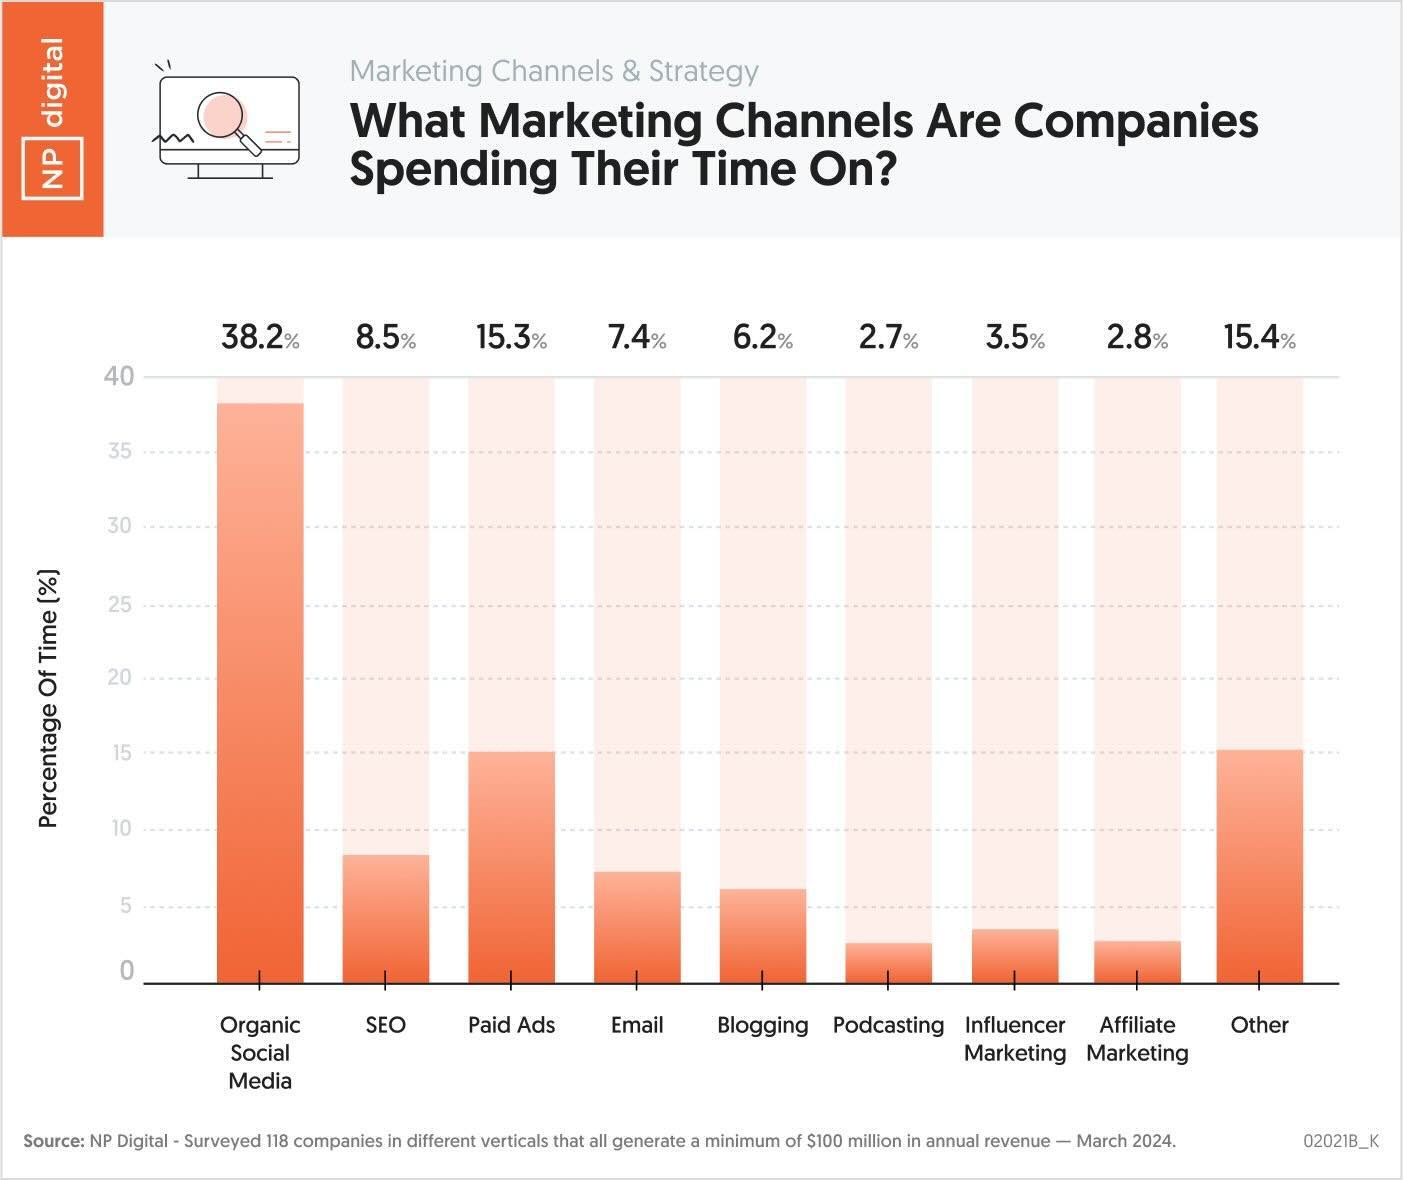 NP digital
Marketing Channels & Strategy
What Marketing Channels Are Companies
Spending Their Time On?
38.2% 8.5% 15.3% 7.4% 6.2% 2.7% 3.5% 2.8% 15.4%
Percentage Of Time (%)
40
35
30
25
20
15
10
5
0
Organic
Social
Media
SEO
Paid Ads
Email
Blogging
Podcasting
Influencer
Marketing
Affiliate
Marketing
Other
Source: NP Digital - Surveyed 118 companies in different verticals that all generate a minimum of $100 million in annual revenue — March 2024.
02021B_K